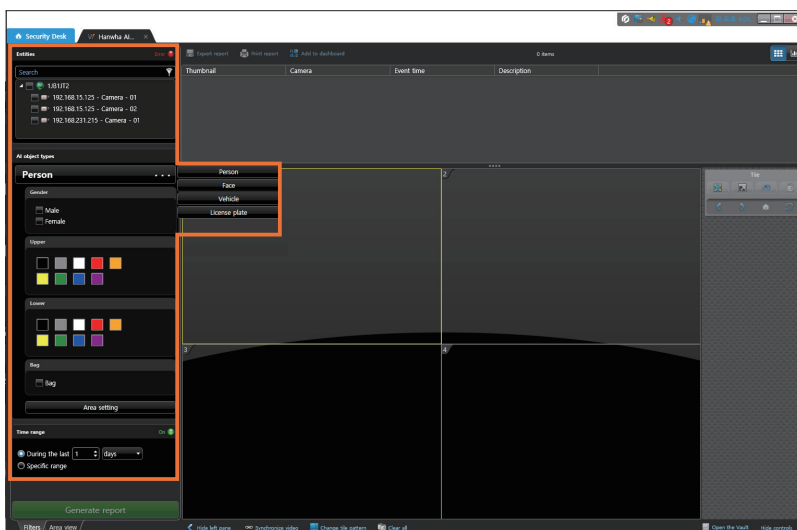 Security Desk
Hanwha AI...
Entities
Error
Export report
Print report
Add to dashboard
0 items
Search
Thumbnail
Camera
Event time
Description
1JB1JT2
192.168.15.125 - Camera - 01
192.168.15.125 - Camera - 02
192.168.231.215 - Camera - 01
AI object types
Person ...
Person
Face
Vehicle
License plate
Gender
Male
Female
Upper
Lower
Bag
Bag
Area setting
Time range
On
During the last 1 days
Specific range
Generate report
2
3
4
Tile
Filters / Area view
Hide left pane
Synchronize video
Change tile pattern
Clear all
Open the Vault
Hide controls